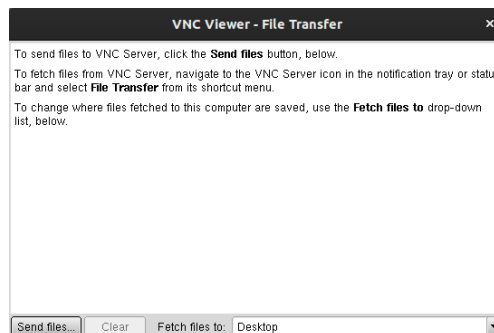 VNC Viewer - File Transfer
To send files to VNC Server, click the Send files button, below.
To fetch files from VNC Server, navigate to the VNC Server icon in the notification tray or statu
bar and select File Transfer from its shortcut menu.
To change where files fetched to this computer are saved, use the Fetch files to drop-down
list, below.
Send files... Clear Fetch files to: Desktop